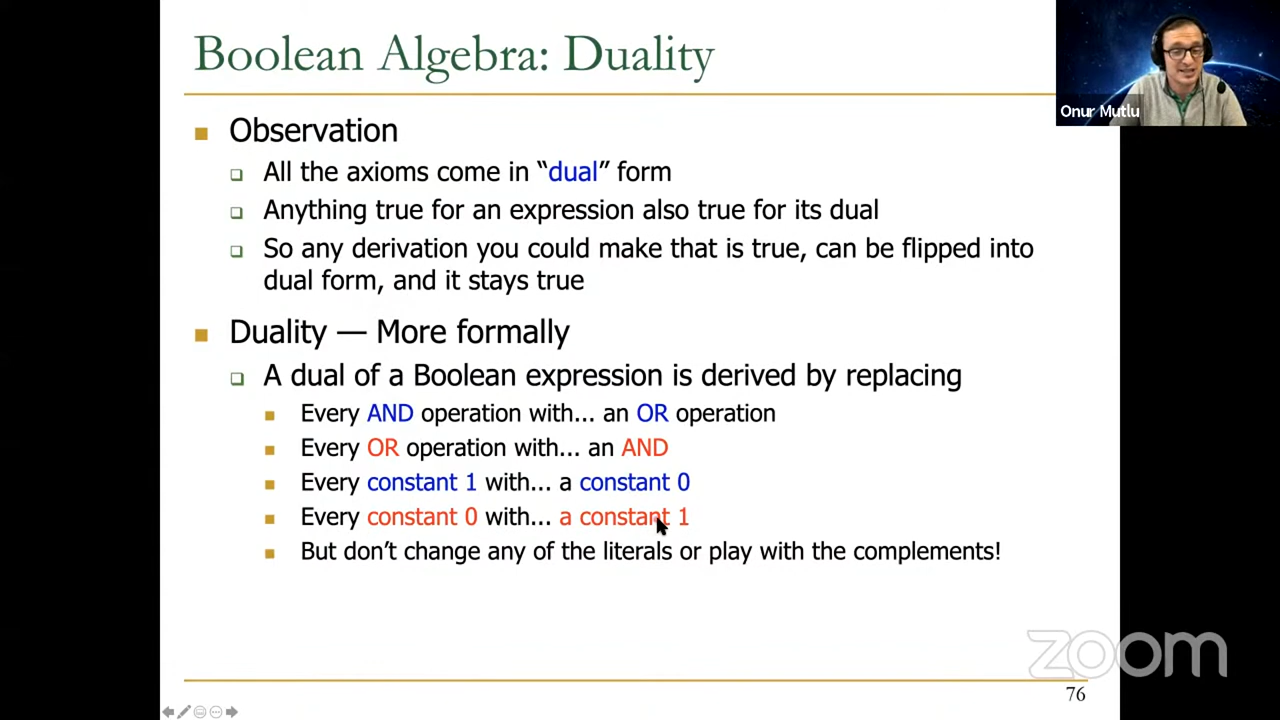 Boolean Algebra: Duality
Onur Mutlu
Observation
All the axioms come in “dual” form
Anything true for an expression also true for its dual
So any derivation you could make that is true, can be flipped into
dual form, and it stays true
Duality — More formally
A dual of a Boolean expression is derived by replacing
Every AND operation with... an OR operation
Every OR operation with... an AND
Every constant 1 with... a constant 0
Every constant 0 with... a constant 1
But don’t change any of the literals or play with the complements!
zoom
76